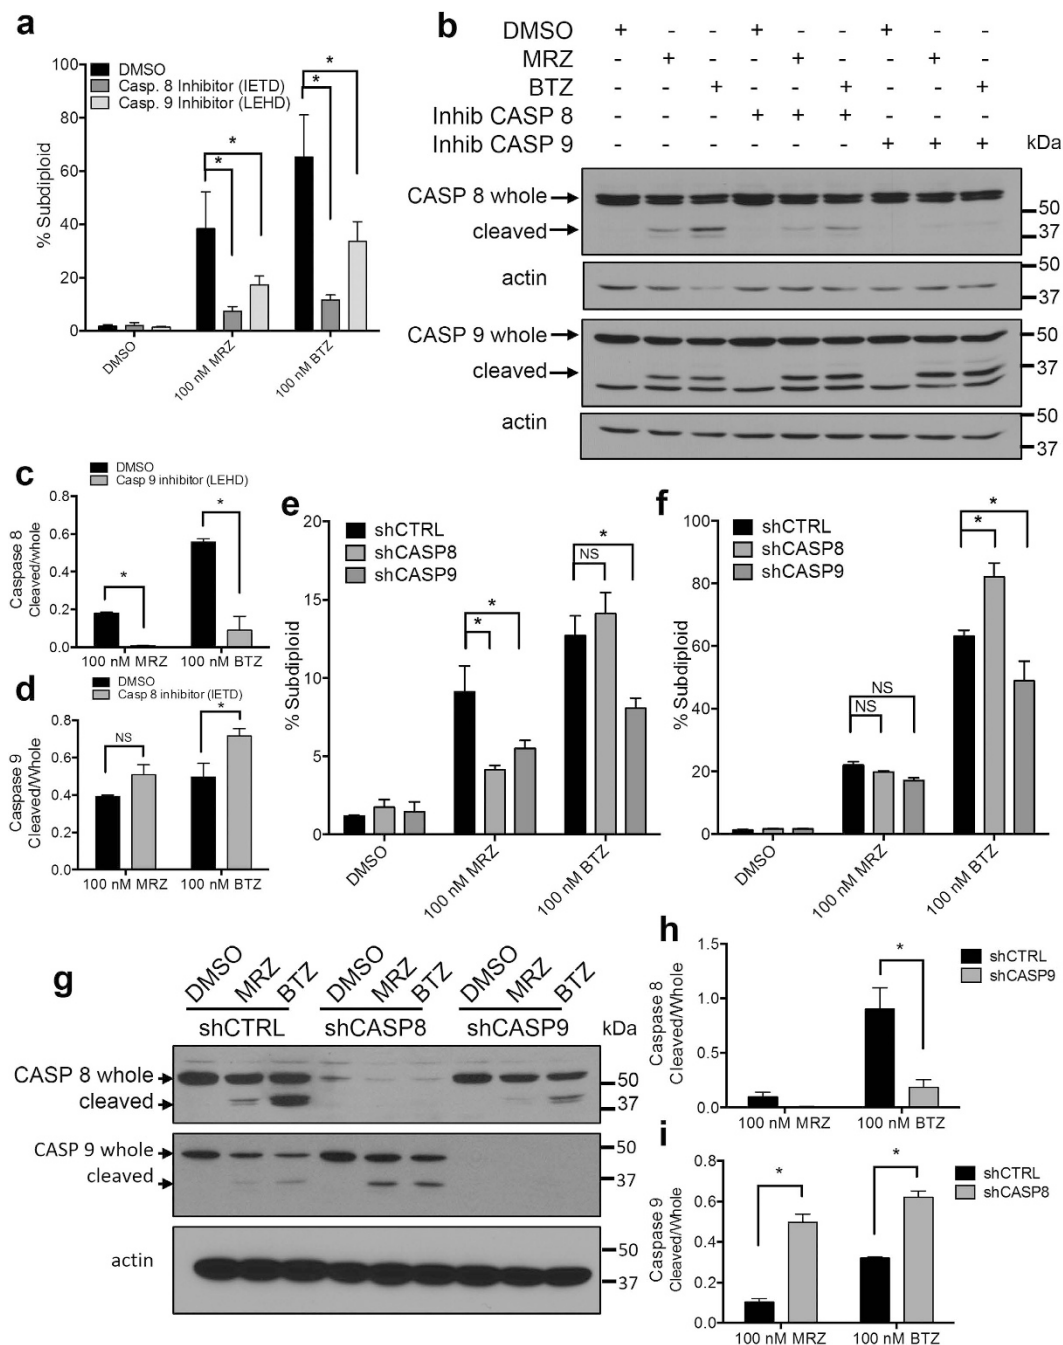 a
% Subdiploid
100
80
60
40
20
0
DMSO
Casp. 8 Inhibitor (IETD)
Casp. 9 Inhibitor (LEHD)
*
*
*
*
DMSO
100 nM MRZ
100 nM BTZ
b
DMSO + - - + - - + - -
MRZ - + - - + - - + -
BTZ - - + - - + - - +
Inhib CASP 8 - - - + + + - - -
Inhib CASP 9 - - - - - - + + +
kDa
CASP 8 whole
cleaved
50
37
actin
50
37
CASP 9 whole
cleaved
50
37
actin
50
37
c
DMSO
Casp 9 inhibitor (LEHD)
Caspase 8
Cleaved/whole
0.8
0.6
0.4
0.2
0.0
*
*
100 nM MRZ
100 nM BTZ
d
DMSO
Casp 8 inhibitor (IETD)
Caspase 9
Cleaved/Whole
0.8
0.6
0.4
0.2
0.0
NS
*
100 nM MRZ
100 nM BTZ
e
% Subdiploid
20
15
10
5
0
shCTRL
shCASP8
shCASP9
*
*
NS
*
DMSO
100 nM MRZ
100 nM BTZ
f
% Subdiploid
100
80
60
40
20
0
shCTRL
shCASP8
shCASP9
NS
NS
*
*
DMSO
100 nM MRZ
100 nM BTZ
g
DMSO MRZ BTZ DMSO MRZ BTZ DMSO MRZ BTZ
shCTRL shCASP8 shCASP9 kDa
CASP 8 whole
cleaved
50
37
CASP 9 whole
cleaved
50
37
actin
50
37
h
Caspase 8
Cleaved/Whole
1.5
1.0
0.5
0.0
*
shCTRL
shCASP9
100 nM MRZ
100 nM BTZ
i
Caspase 9
Cleaved/Whole
0.8
0.6
0.4
0.2
0.0
*
*
shCTRL
shCASP8
100 nM MRZ
100 nM BTZ